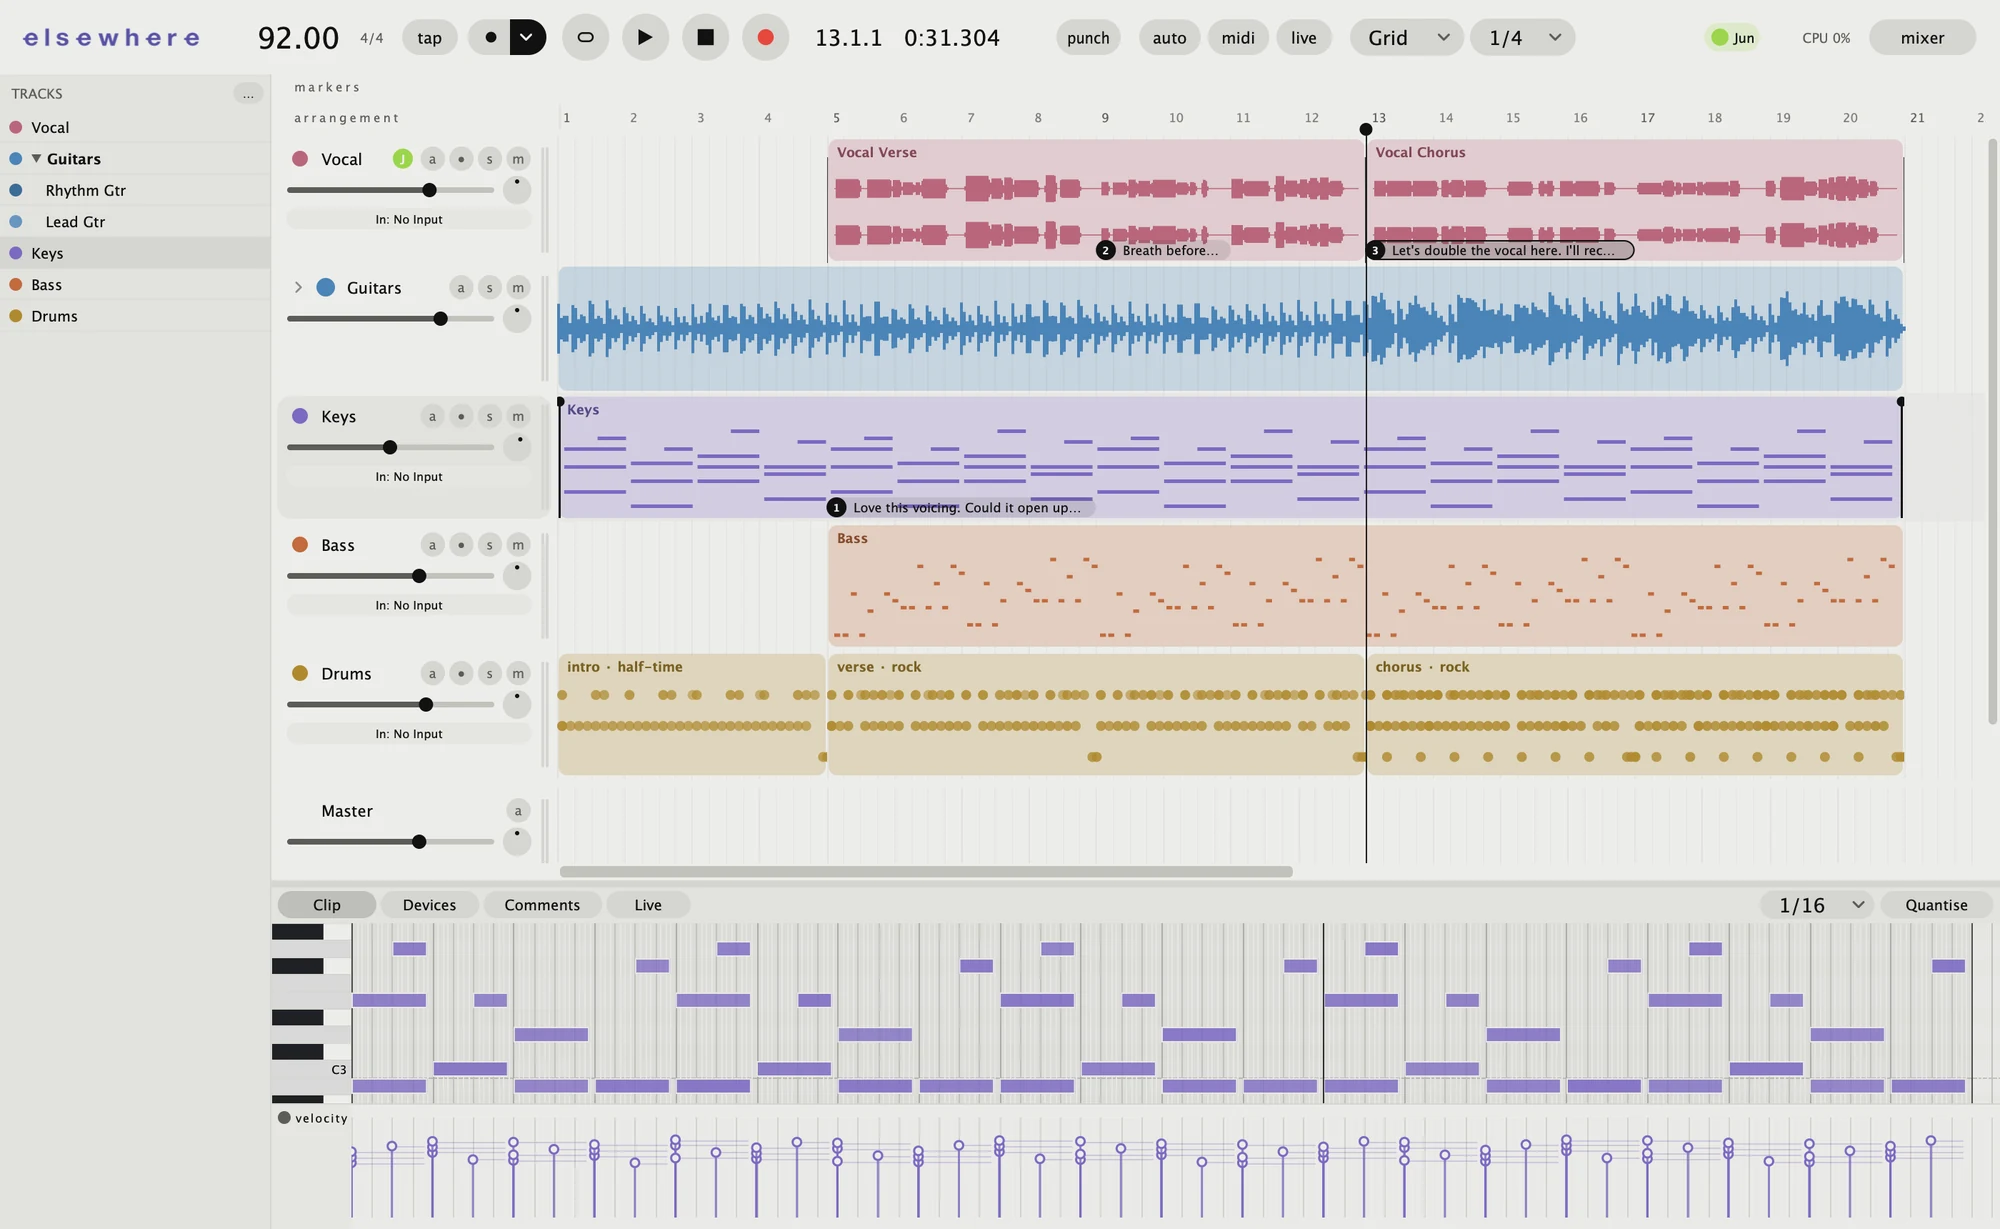 elsewhere
92.00
4/4
tap
13.1.1
0:31.304
punch
auto
midi
live
Grid
1/4
Jun
CPU 0%
mixer
TRACKS
...
Vocal
Guitars
Rhythm Gtr
Lead Gtr
Keys
Bass
Drums
markers
arrangement
1 2 3 4 5 6 7 8 9 10 11 12 13 14 15 16 17 18 19 20 21 2
Vocal
J a s m
In: No Input
Vocal Verse
Vocal Chorus
2 Breath before...
3 Let's double the vocal here. I'll rec...
Guitars
a s m
Keys
a s m
In: No Input
Keys
1 Love this voicing. Could it open up...
Bass
a s m
In: No Input
Bass
Drums
a s m
In: No Input
intro · half-time
verse · rock
chorus · rock
Master
a
Clip
Devices
Comments
Live
1/16
Quantise
C3
velocity